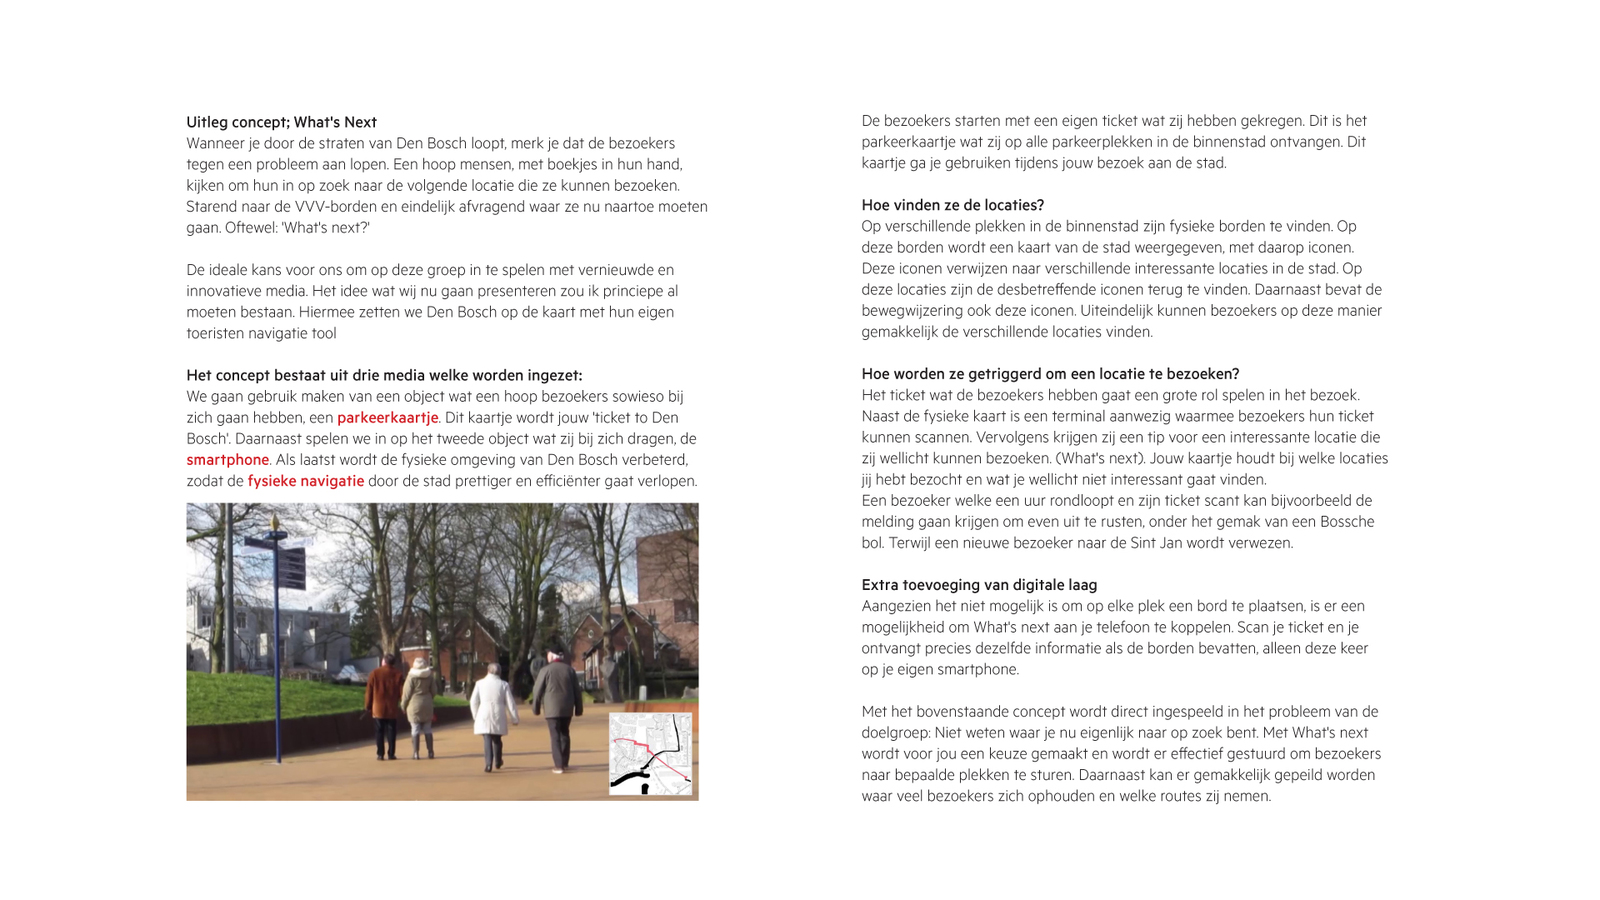 Uitleg concept; What's Next
Wanneer je door de straten van Den Bosch loopt, merk je dat de bezoekers
tegen een probleem aan lopen. Een hoop mensen, met boekjes in hun hand,
kijken om hun in op zoek naar de volgende locatie die ze kunnen bezoeken.
Starend naar de VVV-borden en eindelijk afvragend waar ze nu naartoe moeten
gaan. Oftewel: 'What's next?'
De ideale kans voor ons om op deze groep in te spelen met vernieuwde en
innovatieve media. Het idee wat wij nu gaan presenteren zou ik principe al
moeten bestaan. Hiermee zetten we Den Bosch op de kaart met hun eigen
toeristen navigatie tool
Het concept bestaat uit drie media welke worden ingezet:
We gaan gebruik maken van een object wat een hoop bezoekers sowieso bij
zich gaan hebben, een parkeerkaartje. Dit kaartje wordt jouw 'ticket to Den
Bosch'. Daarnaast spelen we in op het tweede object wat zij bij zich dragen, de
smartphone. Als laatst wordt de fysieke omgeving van Den Bosch verbeterd,
zodat de fysieke navigatie door de stad prettiger en efficiënter gaat verlopen.
De bezoekers starten met een eigen ticket wat zij hebben gekregen. Dit is het
parkeerkaartje wat zij op alle parkeerplekken in de binnenstad ontvangen. Dit
kaartje ga je gebruiken tijdens jouw bezoek aan de stad.
Hoe vinden ze de locaties?
Op verschillende plekken in de binnenstad zijn fysieke borden te vinden. Op
deze borden wordt een kaart van de stad weergegeven, met daarop iconen.
Deze iconen verwijzen naar verschillende interessante locaties in de stad. Op
deze locaties zijn de desbetreffende iconen terug te vinden. Daarnaast bevat de
bewegwijzering ook deze iconen. Uiteindelijk kunnen bezoekers op deze manier
gemakkelijk de verschillende locaties vinden.
Hoe worden ze getriggerd om een locatie te bezoeken?
Het ticket wat de bezoekers hebben gaat een grote rol spelen in het bezoek.
Naast de fysieke kaart is een terminal aanwezig waarmee bezoekers hun ticket
kunnen scannen. Vervolgens krijgen zij een tip voor een interessante locatie die
zij wellicht kunnen bezoeken. (What's next). Jouw kaartje houdt bij welke locaties
jij hebt bezocht en wat je wellicht niet interessant gaat vinden.
Een bezoeker welke een uur rondloopt en zijn ticket scant kan bijvoorbeeld de
melding gaan krijgen om even uit te rusten, onder het gemak van een Bossche
bol. Terwijl een nieuwe bezoeker naar de Sint Jan wordt verwezen.
Extra toevoeging van digitale laag
Aangezien het niet mogelijk is om op elke plek een bord te plaatsen, is er een
mogelijkheid om What's next aan je telefoon te koppelen. Scan je ticket en je
ontvangt precies dezelfde informatie als de borden bevatten, alleen deze keer
op je eigen smartphone.
Met het bovenstaande concept wordt direct ingespeeld in het probleem van de
doelgroep: Niet weten waar je nu eigenlijk naar op zoek bent. Met What's next
wordt voor jou een keuze gemaakt en wordt er effectief gestuurd om bezoekers
naar bepaalde plekken te sturen. Daarnaast kan er gemakkelijk gepeild worden
waar veel bezoekers zich ophouden en welke routes zij nemen.